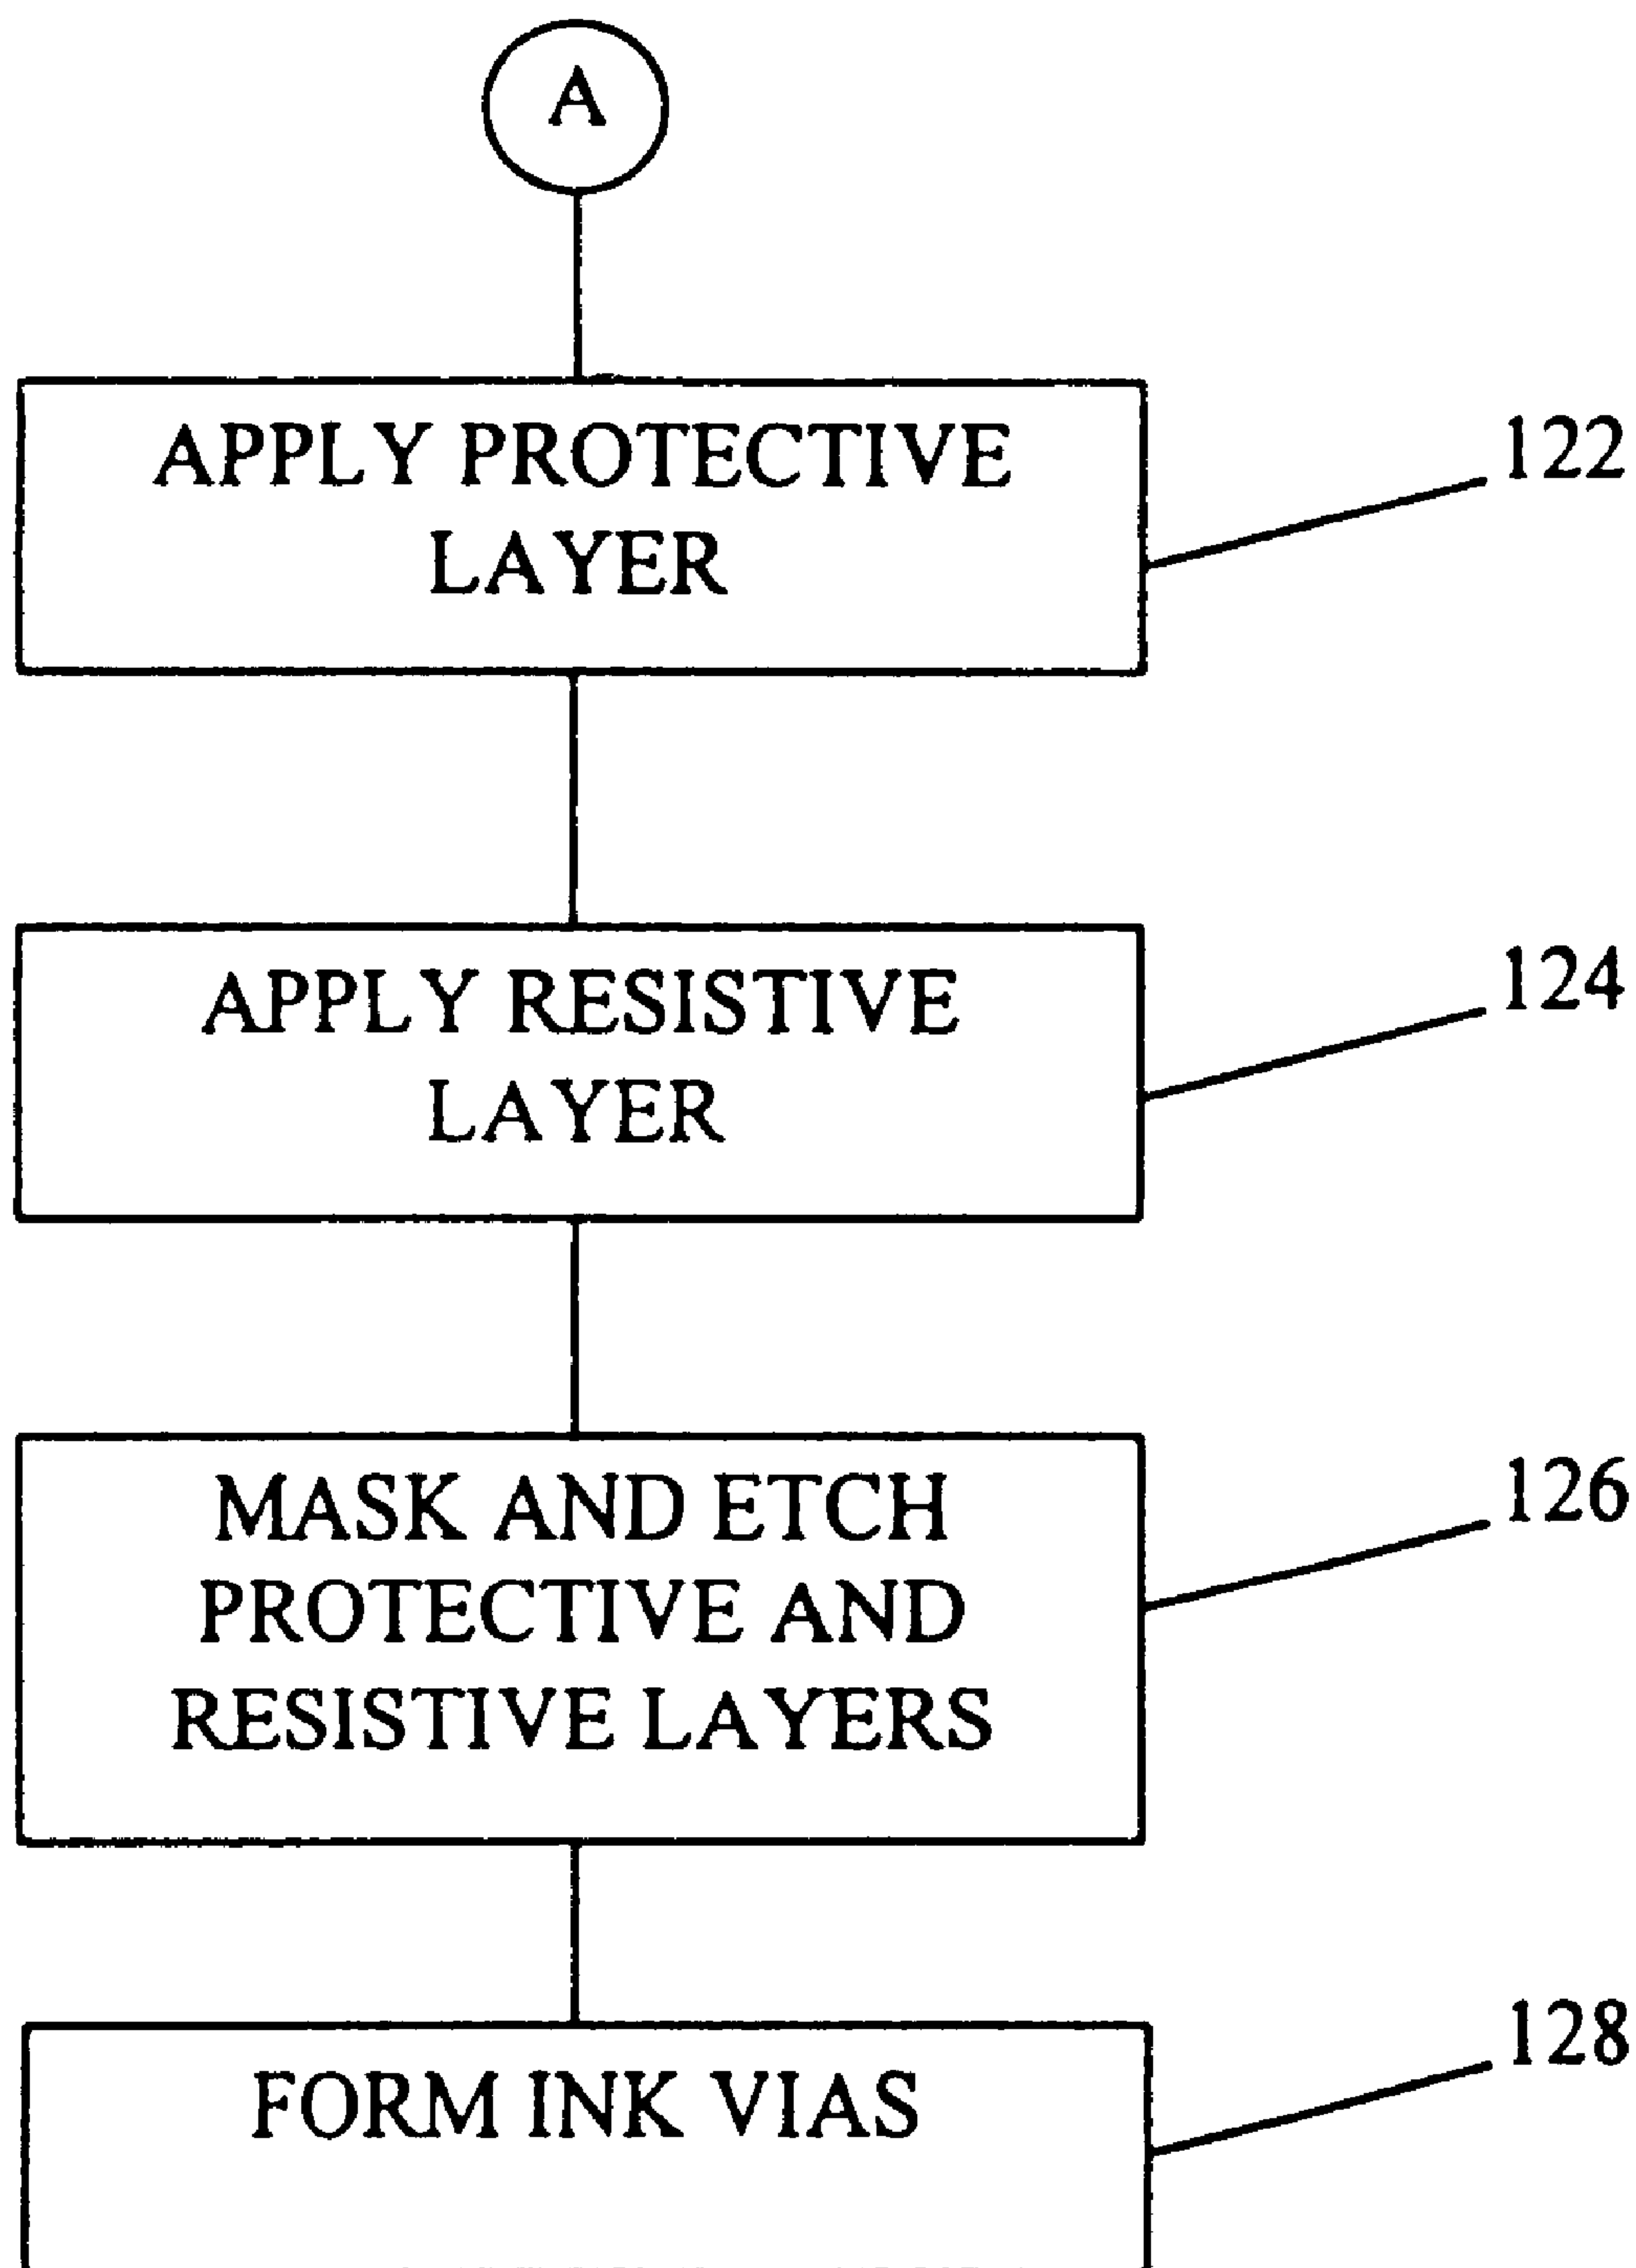 A
APPLY PROTECTIVE
LAYER
122
APPLY RESISTIVE
LAYER
124
MASK AND ETCH
PROTECTIVE AND
RESISTIVE LAYERS
126
FORM INK VIAS
128